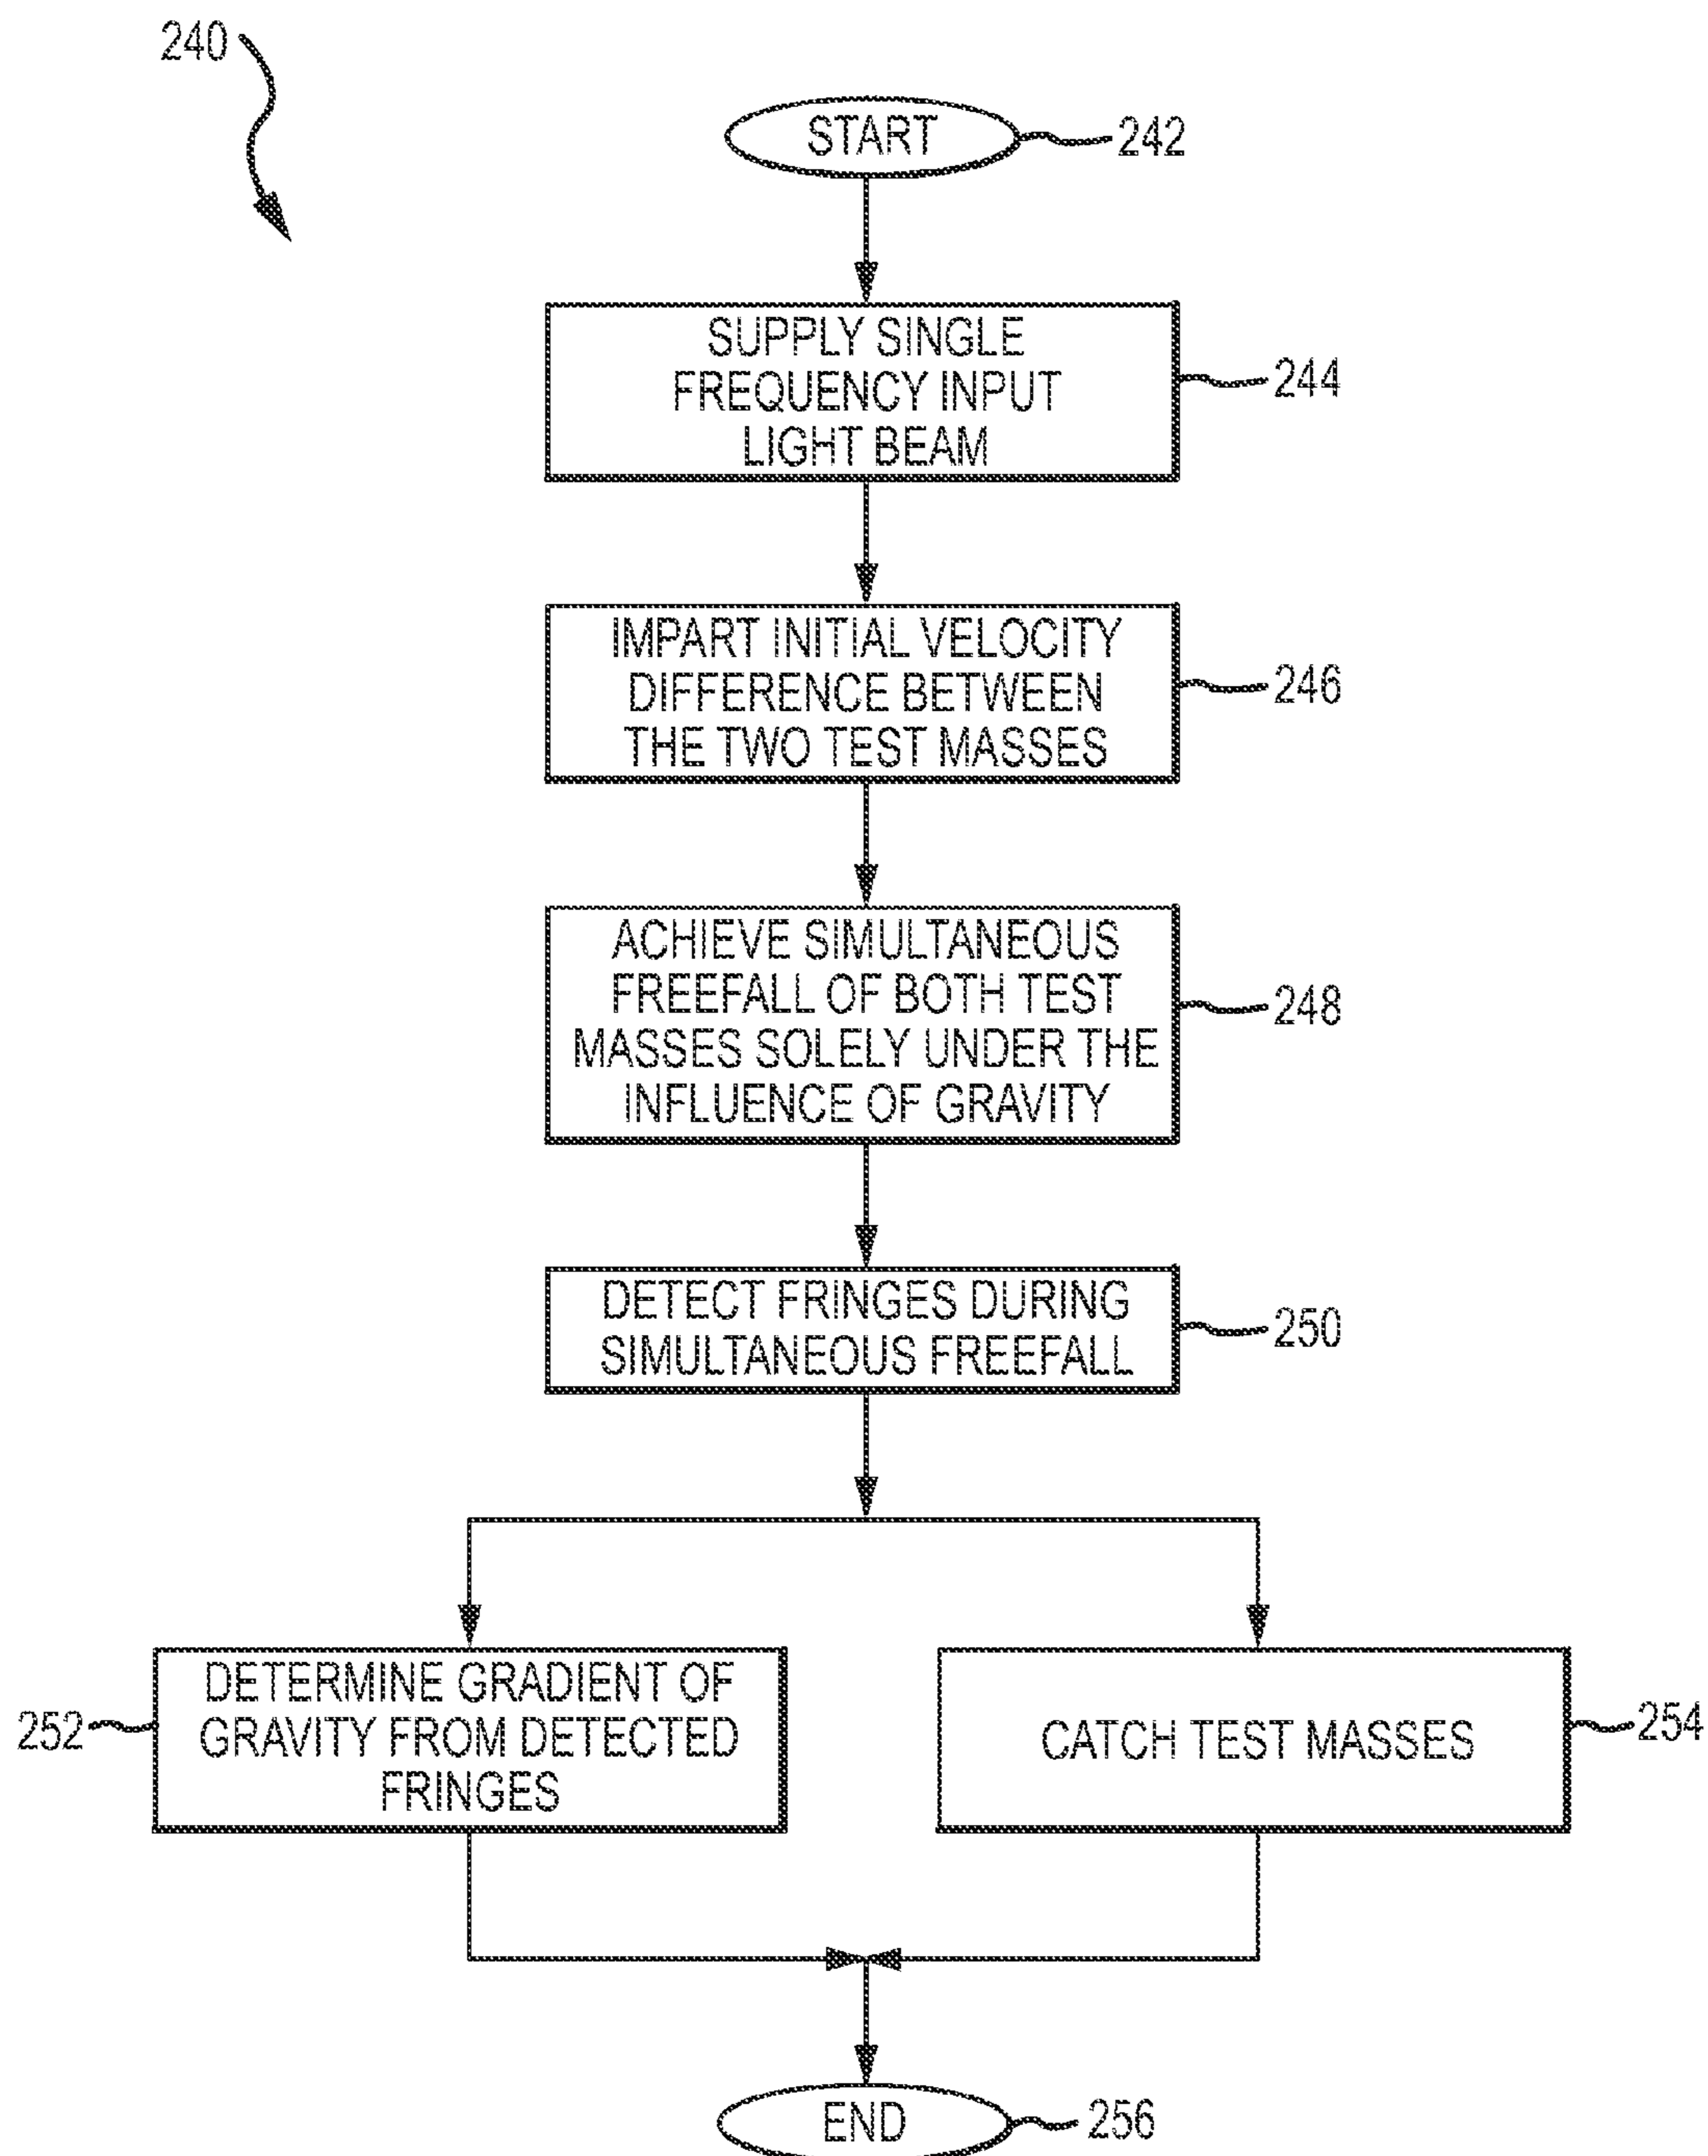 240
START
242
SUPPLY SINGLE
FREQUENCY INPUT
LIGHT BEAM
244
IMPART INITIAL VELOCITY
DIFFERENCE BETWEEN
THE TWO TEST MASSES
246
ACHIEVE SIMULTANEOUS
FREEFALL OF BOTH TEST
MASSES SOLELY UNDER THE
INFLUENCE OF GRAVITY
248
DETECT FRINGES DURING
SIMULTANEOUS FREEFALL
250
252
DETERMINE GRADIENT OF
GRAVITY FROM DETECTED
FRINGES
CATCH TEST MASSES
254
END
256